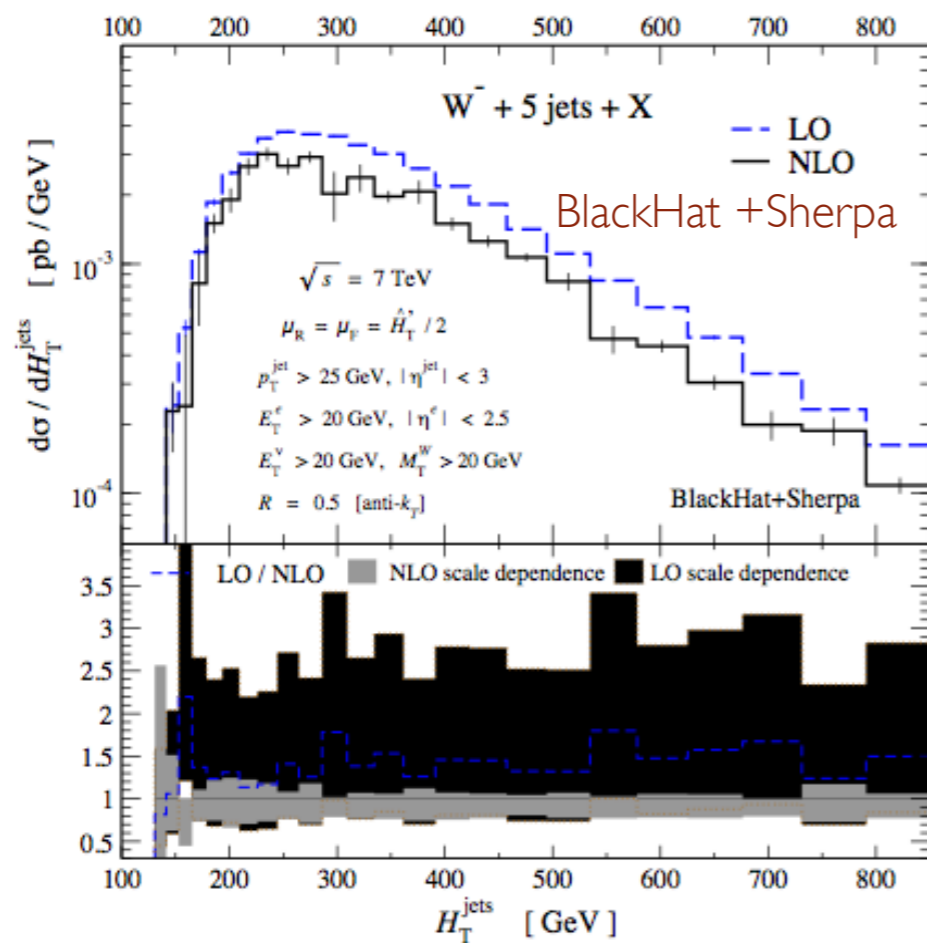 100 200 300 400 500 600 700 800
W⁻ + 5 jets + X
LO
NLO
BlackHat +Sherpa
dσ / dH_T^jets [ pb / GeV ]
10⁻³
10⁻⁴
√s = 7 TeV
μ_R = μ_F = Ĥ_T' / 2
p_T^jet > 25 GeV, | η^jet | < 3
E_T^e > 20 GeV, | η^e | < 2.5
E_T^ν > 20 GeV, M_T^W > 20 GeV
R = 0.5 [anti-k_T]
BlackHat+Sherpa
LO / NLO NLO scale dependence LO scale dependence
3.5
3
2.5
2
1.5
1
0.5
100 200 300 400 500 600 700 800
H_T^jets [ GeV ]